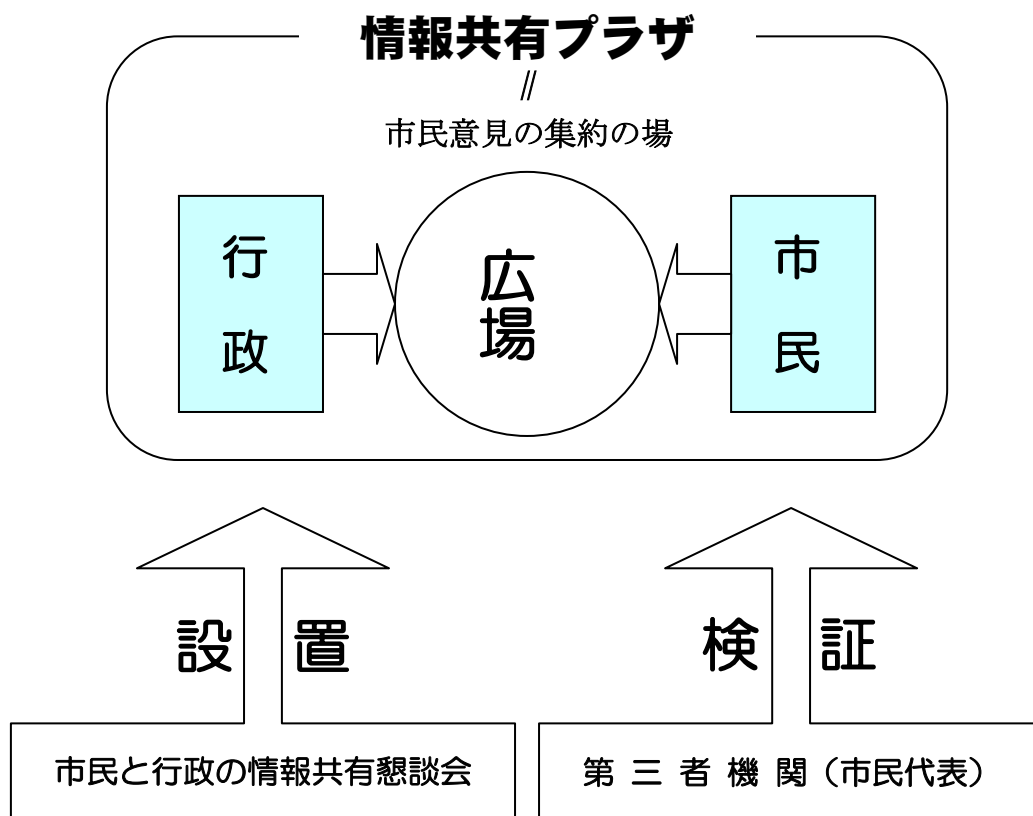 情報共有プラザ
〃
市民意見の集約の場
行政
広場
市民
設置
検証
市民と行政の情報共有懇談会
第三者機関（市民代表）